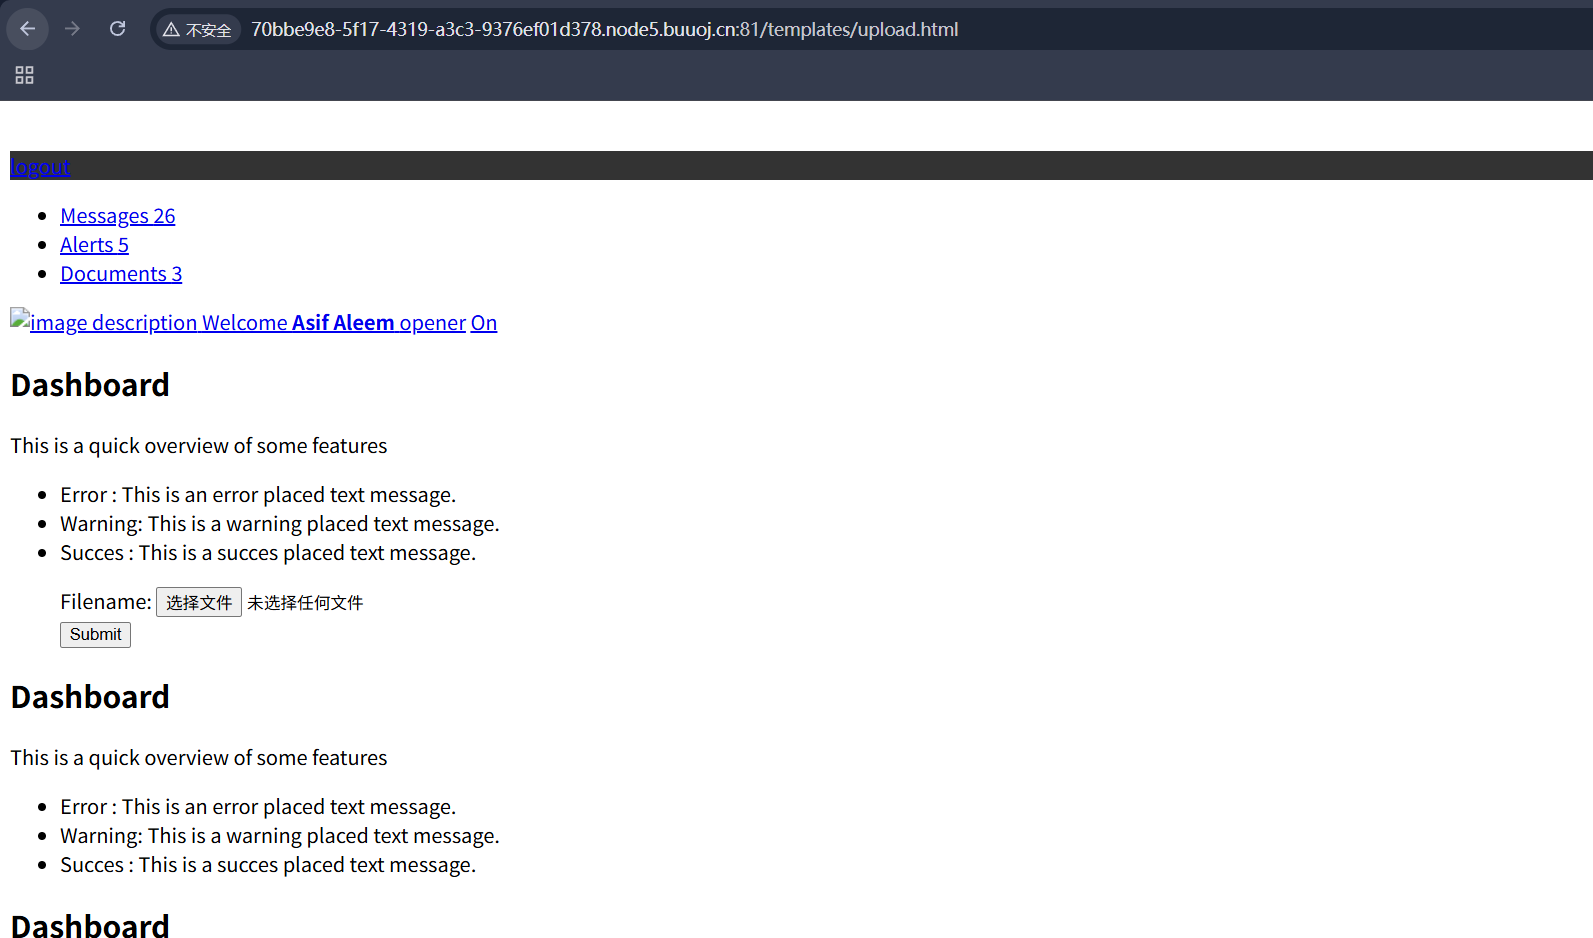 不安全 70bbe9e8-5f17-4319-a3c3-9376ef01d378.node5.buuoj.cn:81/templates/upload.html
logout
Messages 26
Alerts 5
Documents 3
image description Welcome Asif Aleem opener On
Dashboard
This is a quick overview of some features
Error : This is an error placed text message.
Warning: This is a warning placed text message.
Succes : This is a succes placed text message.
Filename: 选择文件 未选择任何文件
Submit
Dashboard
This is a quick overview of some features
Error : This is an error placed text message.
Warning: This is a warning placed text message.
Succes : This is a succes placed text message.
Dashboard